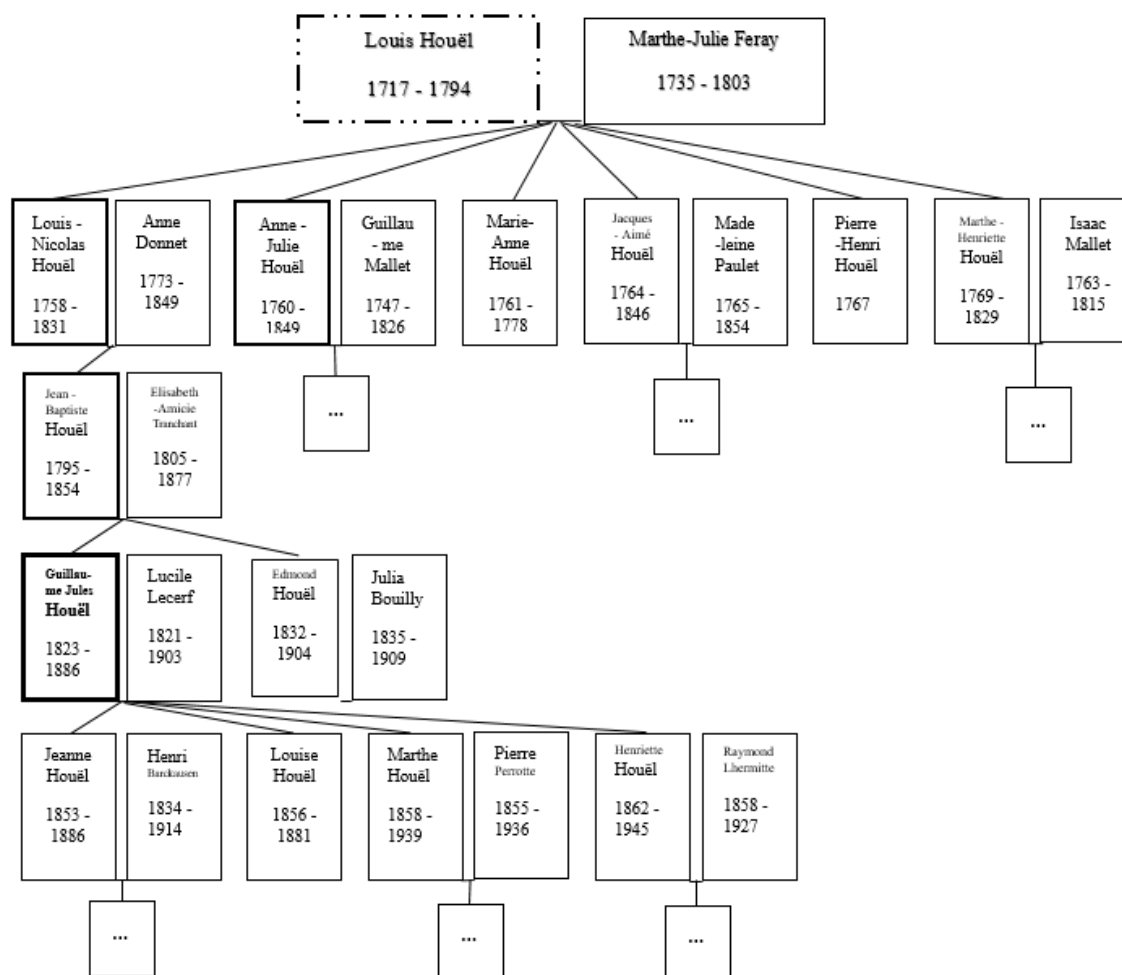 Louis Houël
1717 - 1794
Marthe-Julie Feray
1735 - 1803
Louis -
Nicolas
Houël
1758 -
1831
Anne
Donnet
1773 –
1849
Anne -
Julie
Houël
1760 -
1849
Guillau
- me
Mallet
1747 -
1826
Marie-
Anne
Houël
1761 -
1778
Jacques
- Aimé
Houël
1764 -
1846
Made
-leine
Paulet
1765 -
1854
Pierre
-Henri
Houël
1767
Marthe -
Henriette
Houël
1769 -
1829
Isaac
Mallet
1763 -
1815
Jean -
Baptiste
Houël
1795 -
1854
Elisabeth
-Amicie
Tranchant
1805 -
1877
...
...
...
Guillau-
me Jules
Houël
1823 -
1886
Lucile
Lecerf
1821 -
1903
Edmond
Houël
1832 -
1904
Julia
Bouilly
1835 -
1909
Jeanne
Houël
1853 -
1886
Henri
Barckausen
1834 -
1914
Louise
Houël
1856 -
1881
Marthe
Houël
1858 -
1939
Pierre
Perrotte
1855 -
1936
Henriette
Houël
1862 -
1945
Raymond
Lhermitte
1858 -
1927
...
...
...